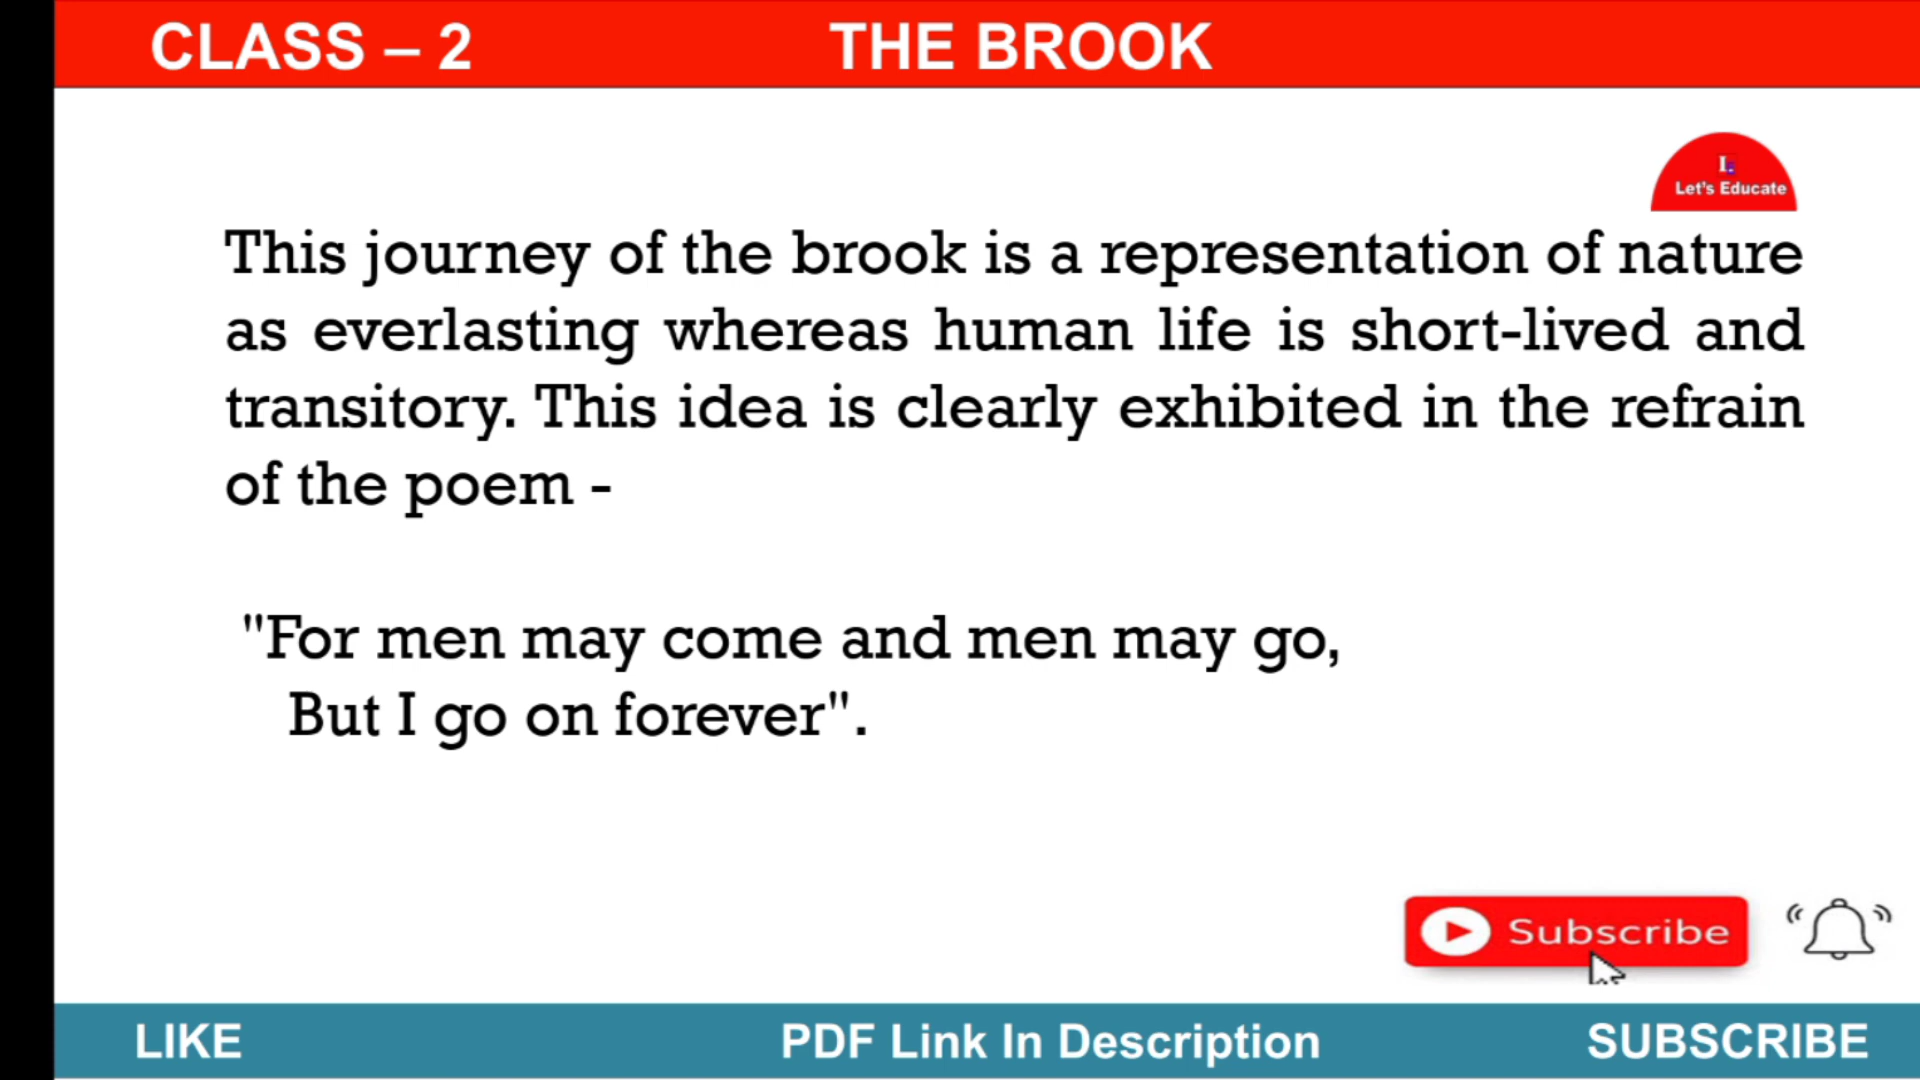 CLASS – 2
THE BROOK
Let's Educate
This journey of the brook is a representation of nature
as everlasting whereas human life is short-lived and
transitory. This idea is clearly exhibited in the refrain
of the poem -
"For men may come and men may go,
But I go on forever".
Subscribe
LIKE
PDF Link In Description
SUBSCRIBE